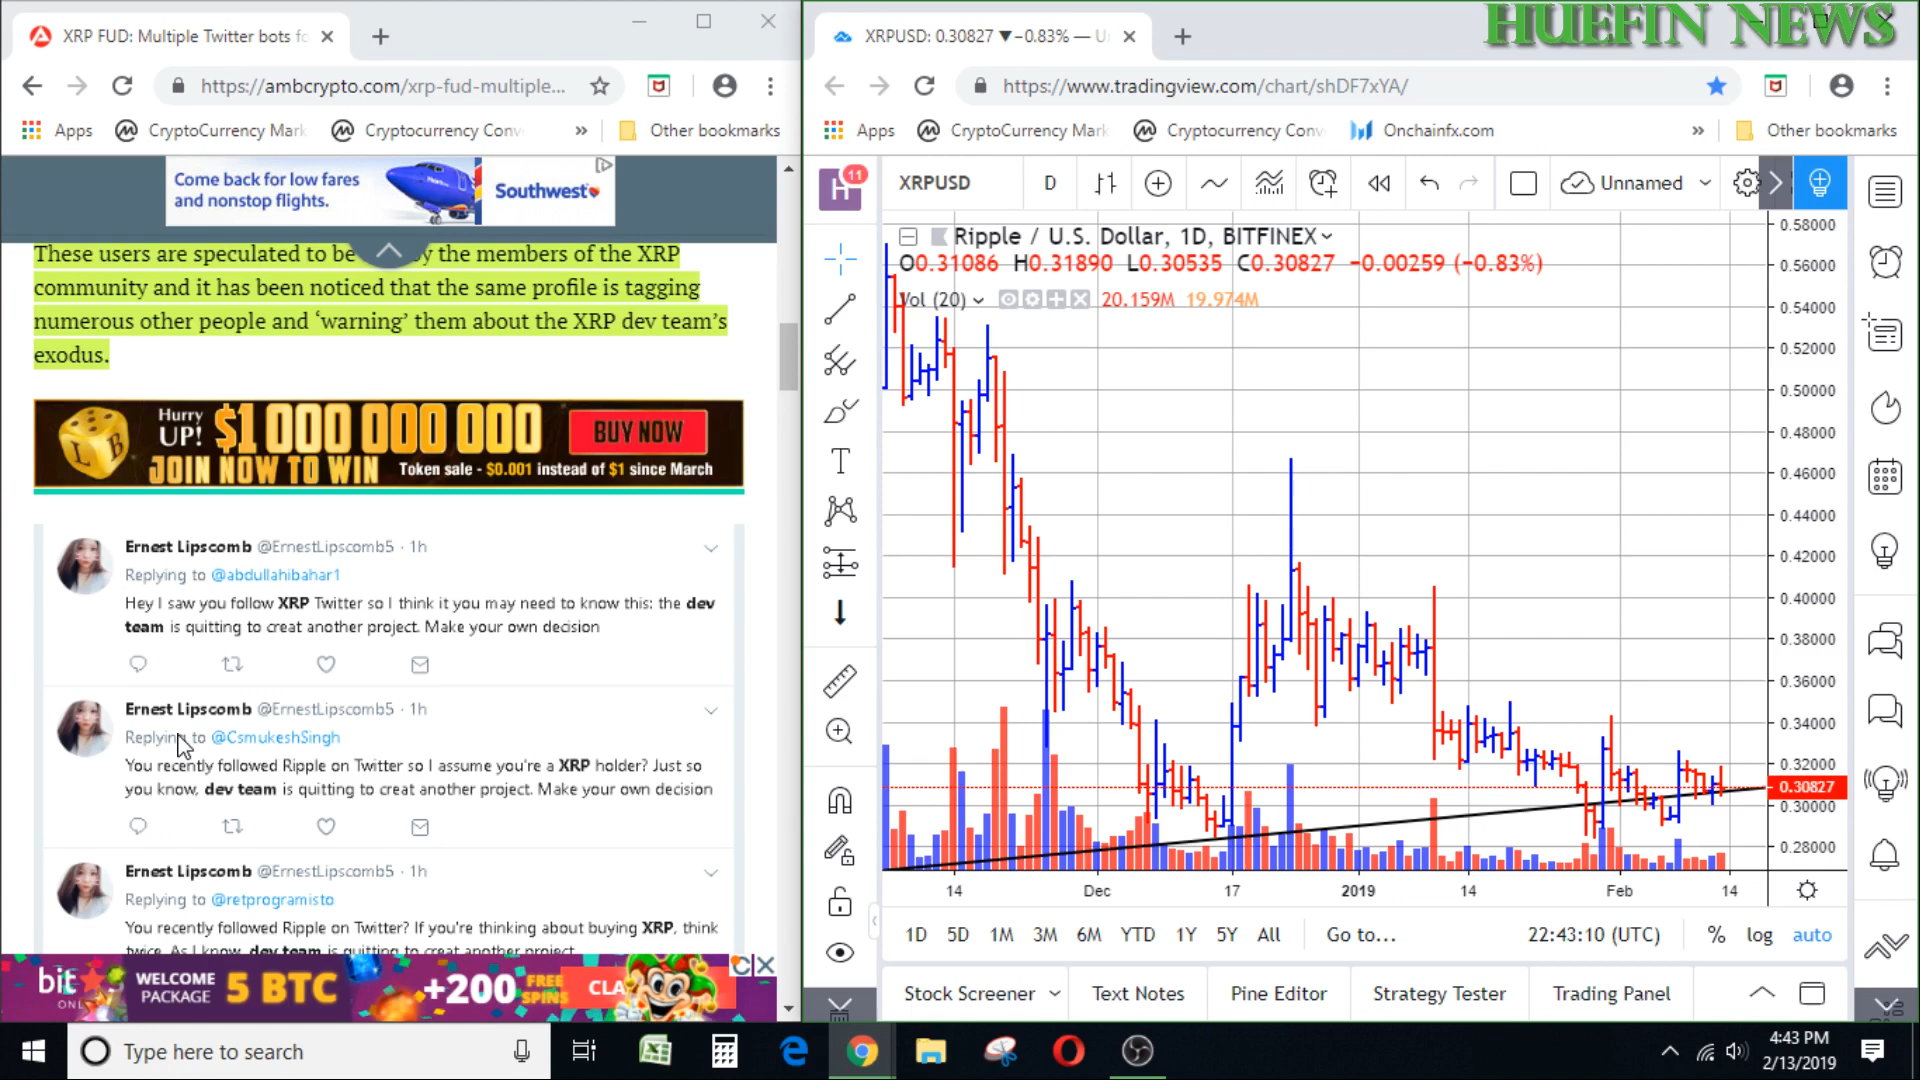 XRP FUD: Multiple Twitter bots fo
https://ambcrypto.com/xrp-fud-multiple...
Apps
CryptoCurrency Mark
Cryptocurrency Conv
»
Other bookmarks
Come back for low fares
and nonstop flights.
Southwest
These users are speculated to be by the members of the XRP
community and it has been noticed that the same profile is tagging
numerous other people and ‘warning’ them about the XRP dev team’s
exodus.
Hurry
UP!
$1 000 000 000
JOIN NOW TO WIN
BUY NOW
Token sale - $0.001 instead of $1 since March
Ernest Lipscomb @ErnestLipscomb5 · 1h
Replying to @abdullahibahar1
Hey I saw you follow XRP Twitter so I think it you may need to know this: the dev
team is quitting to creat another project. Make your own decision
Ernest Lipscomb @ErnestLipscomb5 · 1h
Replying to @CsmukeshSingh
You recently followed Ripple on Twitter so I assume you're a XRP holder? Just so
you know, dev team is quitting to creat another project. Make your own decision
Ernest Lipscomb @ErnestLipscomb5 · 1h
Replying to @retprogramisto
You recently followed Ripple on Twitter? If you're thinking about buying XRP, think
twice. As I know, dev team is quitting to creat another project.
bit
WELCOME
PACKAGE
5 BTC
+200
FREE
SPINS
CLA
HUEFIN NEWS
XRPUSD: 0.30827 ▼−0.83% — U
https://www.tradingview.com/chart/shDF7xYA/
Apps
CryptoCurrency Mark
Cryptocurrency Conv
Onchainfx.com
»
Other bookmarks
H
11
XRPUSD
D
Unnamed
Ripple / U.S. Dollar, 1D, BITFINEX
O0.31086 H0.31890 L0.30535 C0.30827 −0.00259 (−0.83%)
Vol (20) 20.159M 19.974M
0.58000
0.56000
0.54000
0.52000
0.50000
0.48000
0.46000
0.44000
0.42000
0.40000
0.38000
0.36000
0.34000
0.32000
0.30827
0.30000
0.28000
14
Dec
17
2019
14
Feb
14
1D 5D 1M 3M 6M YTD 1Y 5Y All
Go to...
22:43:10 (UTC)
% log auto
Stock Screener
Text Notes
Pine Editor
Strategy Tester
Trading Panel
Type here to search
4:43 PM
2/13/2019